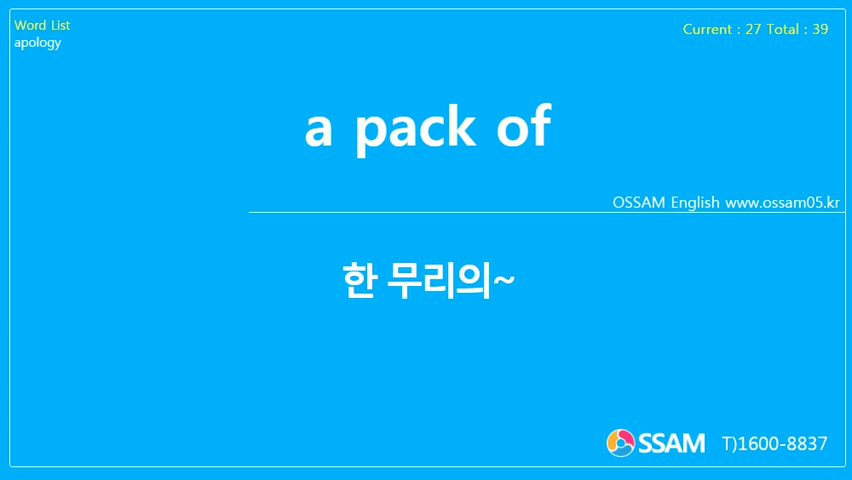 Word List
apology
Current : 27 Total : 39
a pack of
OSSAM English www.ossam05.kr
한 무리의~
OSSAM T)1600-8837